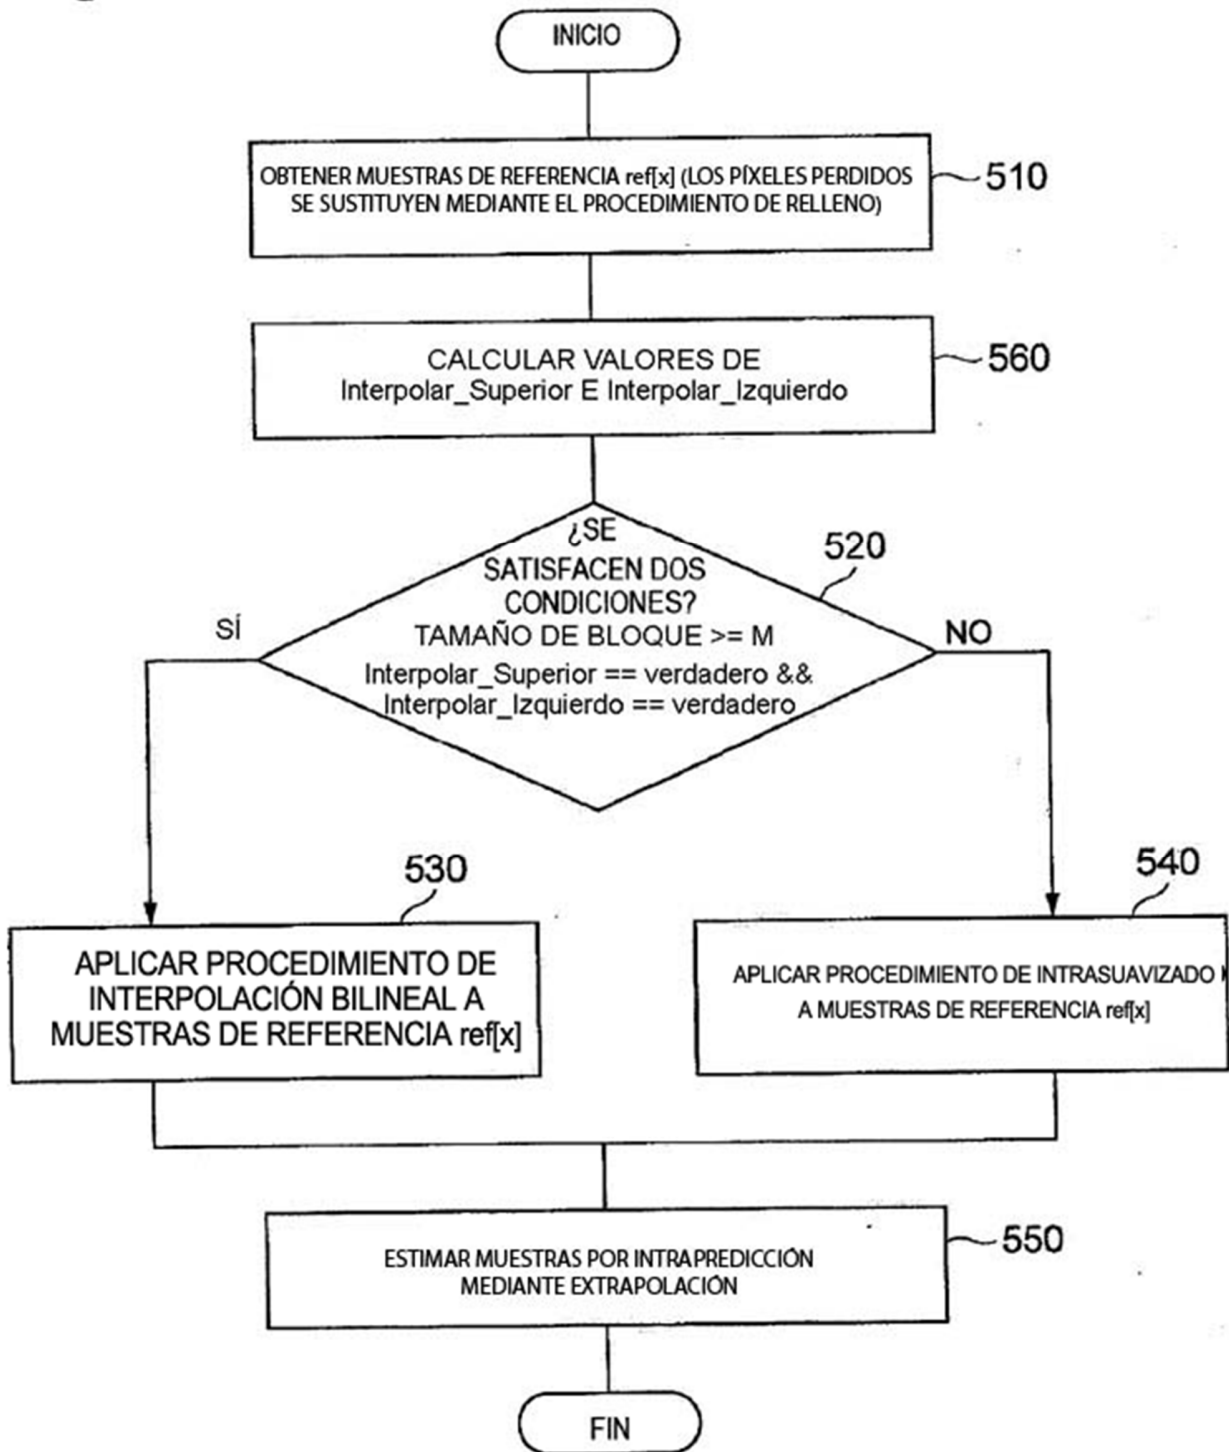 INICIO
OBTENER MUESTRAS DE REFERENCIA ref[x] (LOS PÍXELES PERDIDOS
SE SUSTITUYEN MEDIANTE EL PROCEDIMIENTO DE RELLENO)
510
CALCULAR VALORES DE
Interpolar_Superior E Interpolar_Izquierdo
560
¿SE
SATISFACEN DOS
CONDICIONES?
TAMAÑO DE BLOQUE >= M
Interpolar_Superior == verdadero &&
Interpolar_Izquierdo == verdadero
520
SÍ
NO
530
APLICAR PROCEDIMIENTO DE
INTERPOLACIÓN BILINEAL A
MUESTRAS DE REFERENCIA ref[x]
540
APLICAR PROCEDIMIENTO DE INTRASUAVIZADO
A MUESTRAS DE REFERENCIA ref[x]
ESTIMAR MUESTRAS POR INTRAPREDICCIÓN
MEDIANTE EXTRAPOLACIÓN
550
FIN